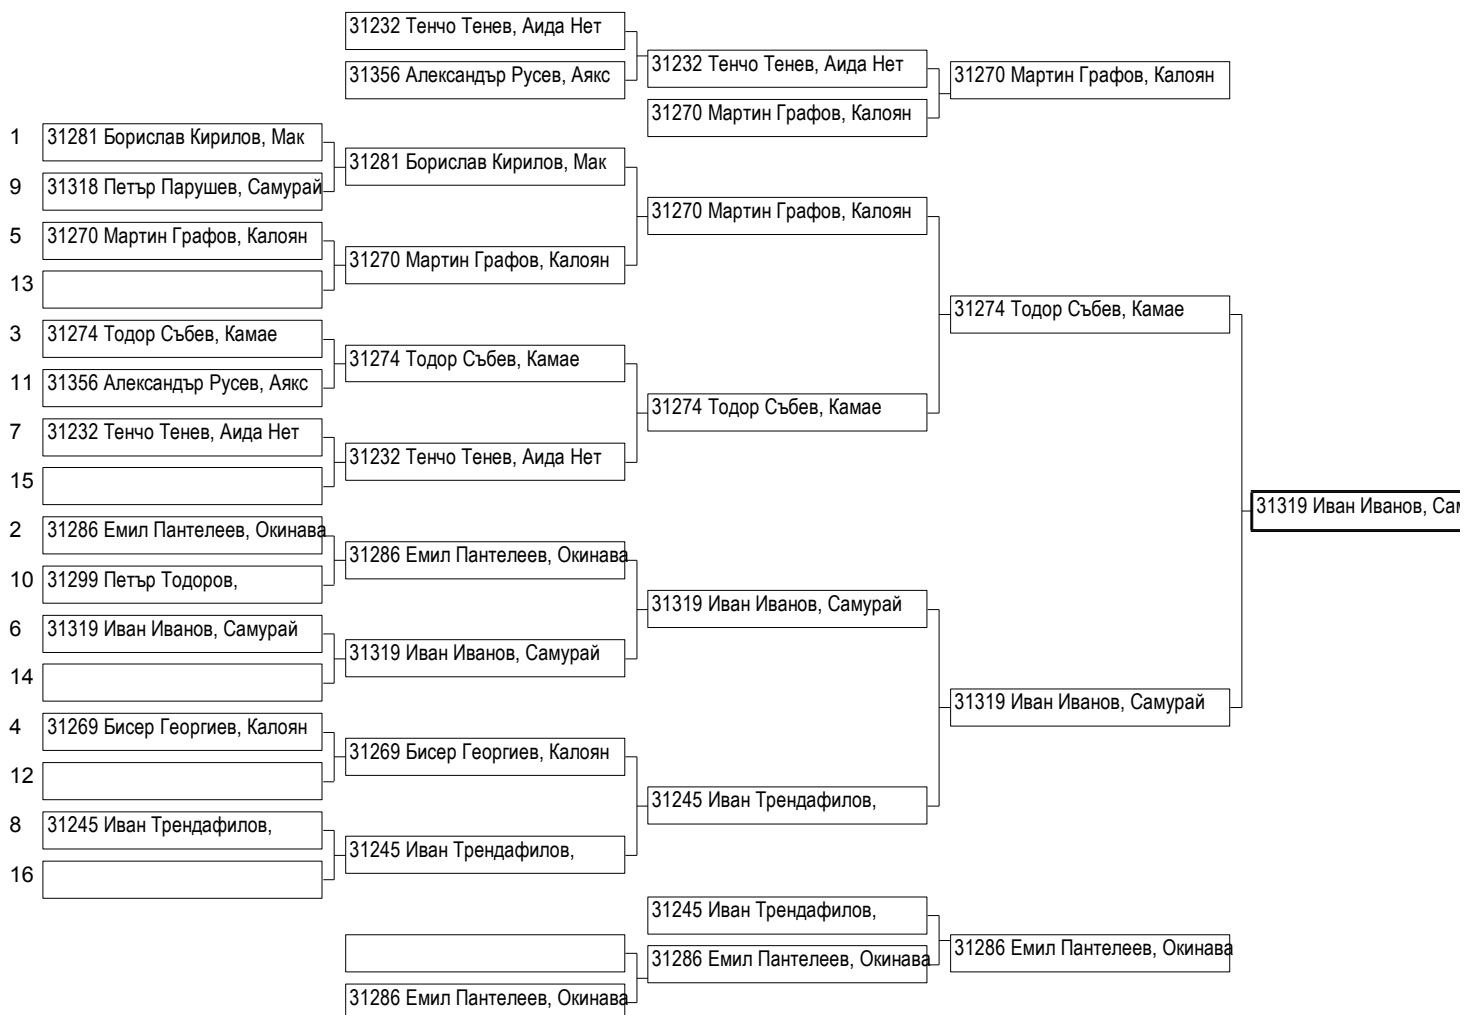 31232 Тенчо Тенев, Аида Нет
31356 Александър Русев, Аякс
31232 Тенчо Тенев, Аида Нет
31270 Мартин Графов, Калоян
31270 Мартин Графов, Калоян
1 31281 Борислав Кирилов, Мак
9 31318 Петър Парушев, Самурай
5 31270 Мартин Графов, Калоян
13
3 31274 Тодор Събев, Камае
11 31356 Александър Русев, Аякс
7 31232 Тенчо Тенев, Аида Нет
15
2 31286 Емил Пантелеев, Окинава
10 31299 Петър Тодоров,
6 31319 Иван Иванов, Самурай
14
4 31269 Бисер Георгиев, Калоян
12
8 31245 Иван Трендафилов,
16
31281 Борислав Кирилов, Мак
31270 Мартин Графов, Калоян
31274 Тодор Събев, Камае
31232 Тенчо Тенев, Аида Нет
31286 Емил Пантелеев, Окинава
31319 Иван Иванов, Самурай
31269 Бисер Георгиев, Калоян
31245 Иван Трендафилов,
31270 Мартин Графов, Калоян
31274 Тодор Събев, Камае
31319 Иван Иванов, Самурай
31245 Иван Трендафилов,
31274 Тодор Събев, Камае
31319 Иван Иванов, Самурай
31319 Иван Иванов,
31245 Иван Трендафилов,
31286 Емил Пантелеев, Окинава
31286 Емил Пантелеев, Окинава
31286 Емил Пантелеев, Окинава